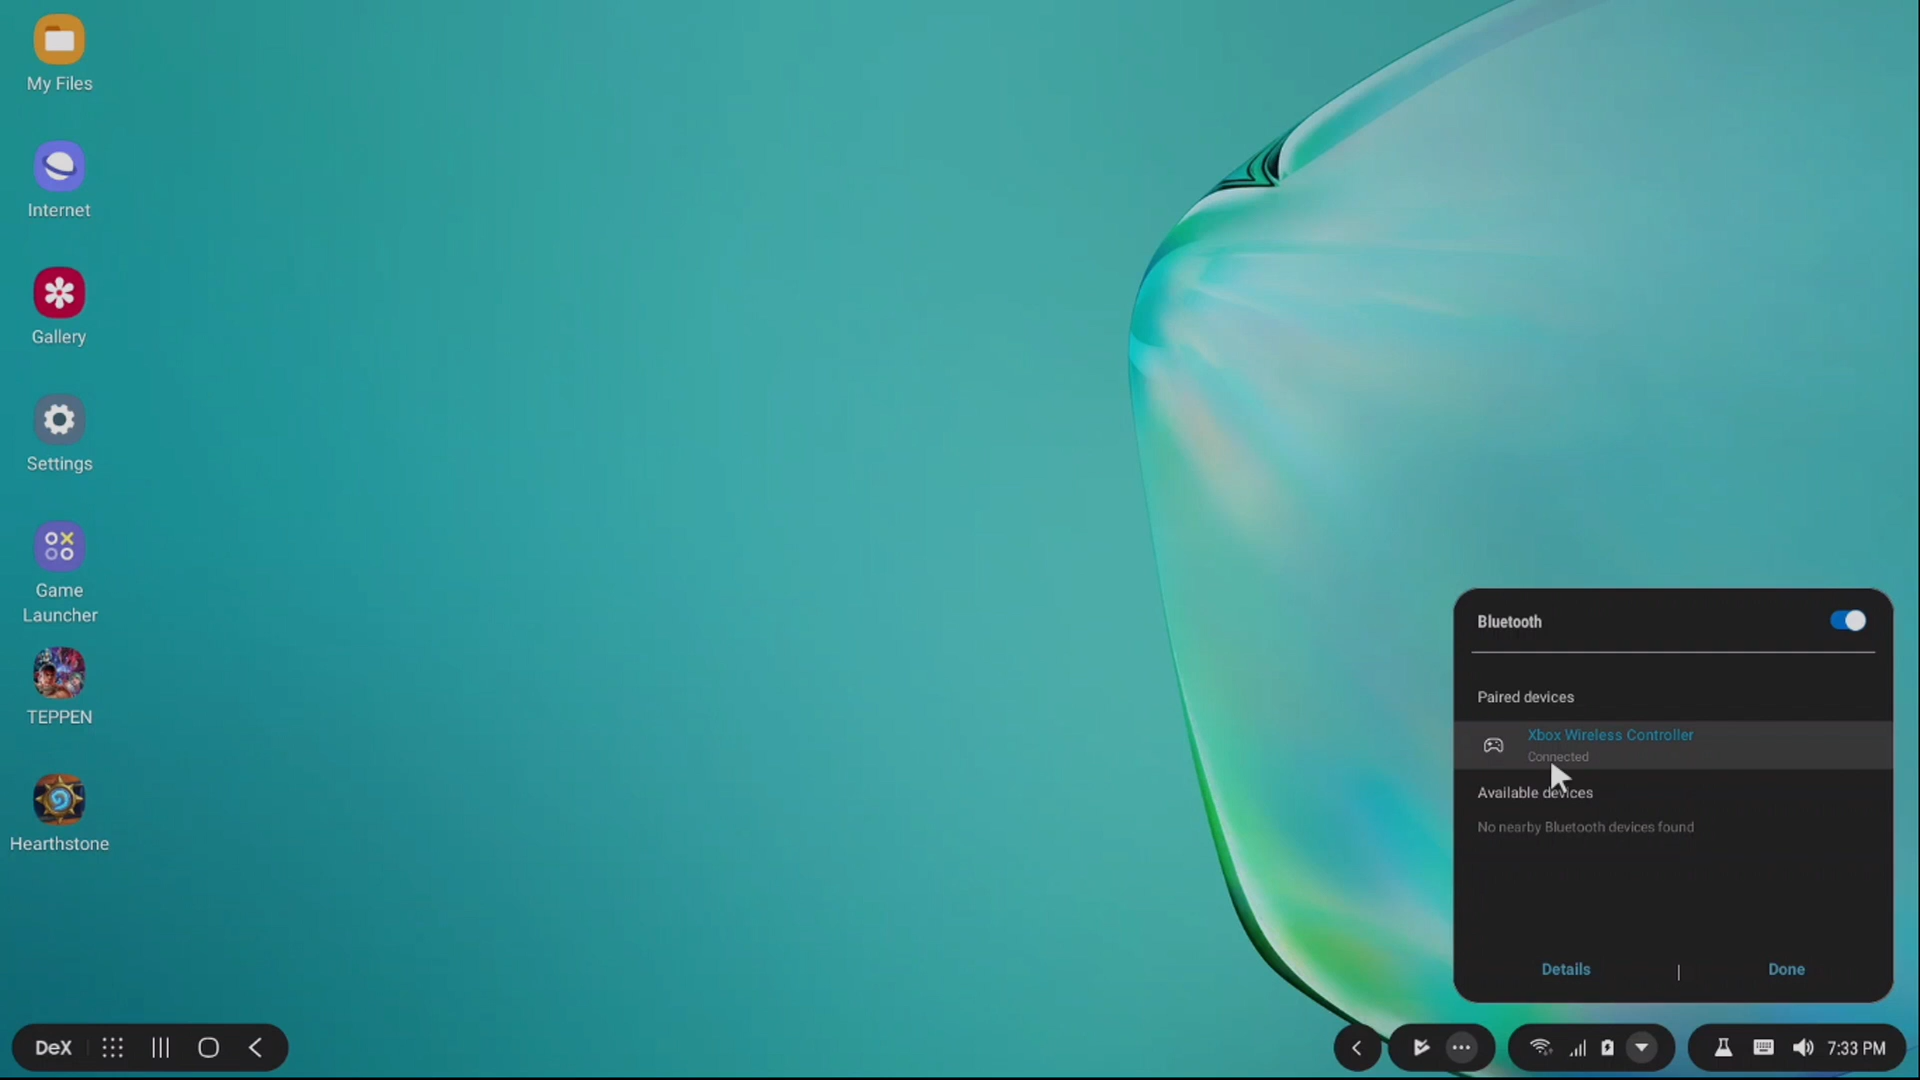 My Files
Internet
Gallery
Settings
Game
Launcher
TEPPEN
Hearthstone
Bluetooth
Paired devices
Xbox Wireless Controller
Connected
Available devices
No nearby Bluetooth devices found
Details | Done
DeX
7:33 PM